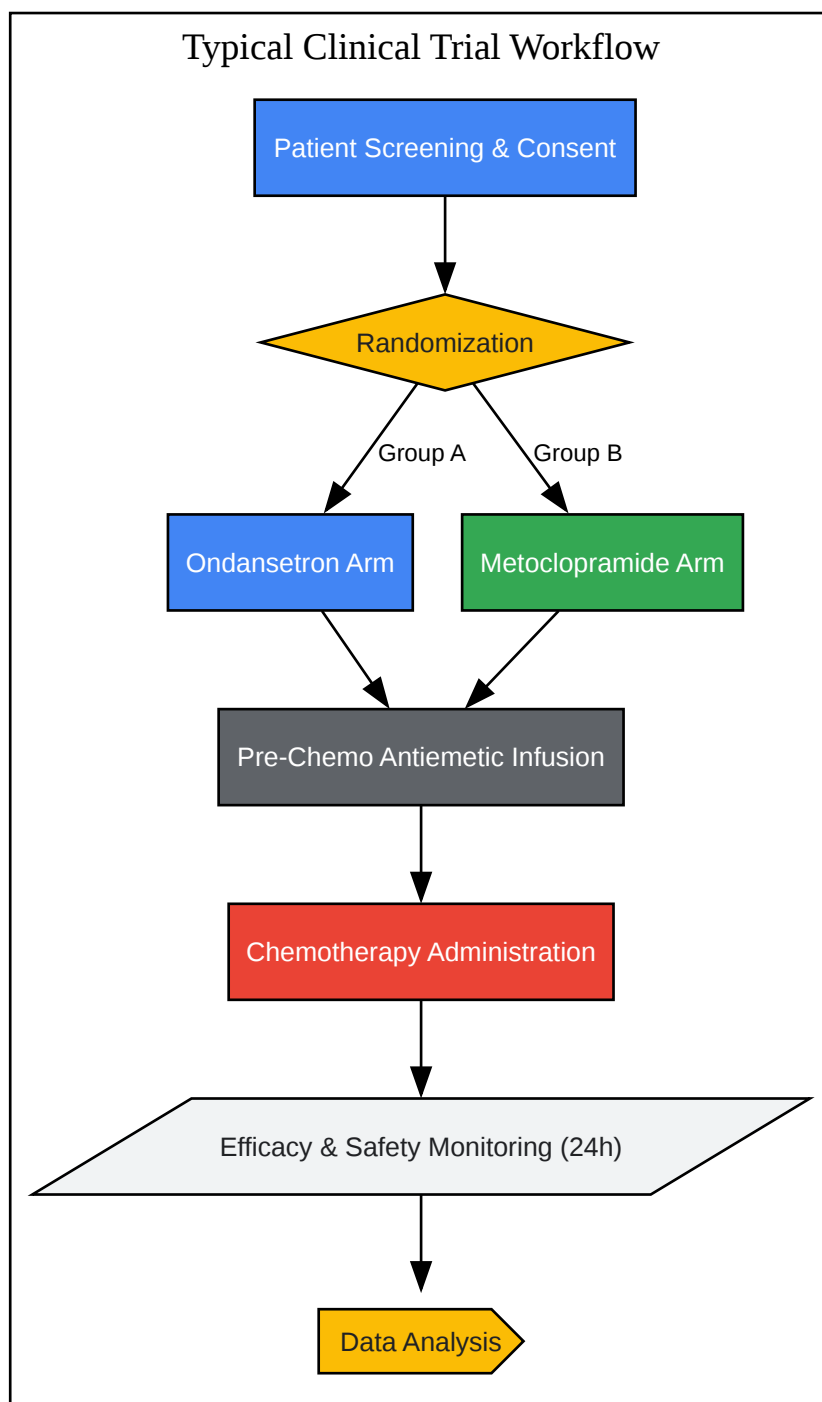 Typical Clinical Trial Workflow
Patient Screening & Consent
Randomization
Group A
Group B
Ondansetron Arm
Metoclopramide Arm
Pre-Chemo Antiemetic Infusion
Chemotherapy Administration
Efficacy & Safety Monitoring (24h)
Data Analysis